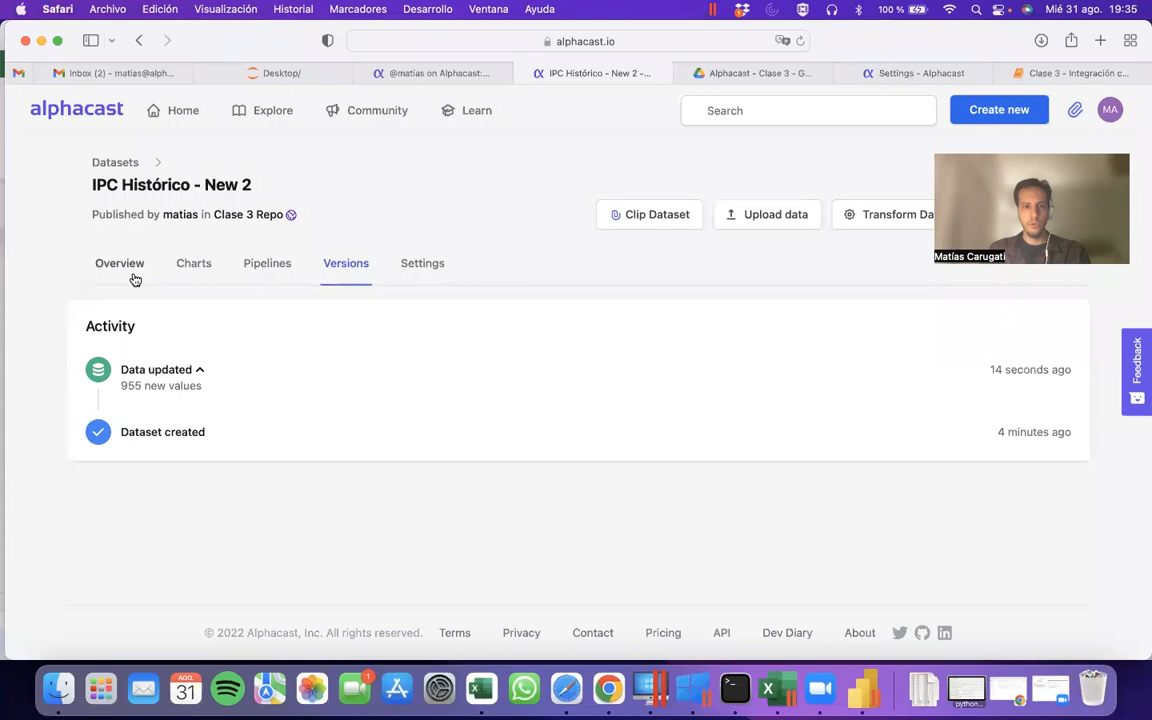 Safari Archivo Edición Visualización Historial Marcadores Desarrollo Ventana Ayuda 100 % Mié 31 ago. 19:35
alphacast.io
Inbox (2) - matias@alph... Desktop/ @matias on Alphacast:... IPC Histórico - New 2 –... Alphacast - Clase 3 - G... Settings - Alphacast Clase 3 - Integración c...
alphacast Home Explore Community Learn Search Create new MA
Datasets
IPC Histórico - New 2
Published by matias in Clase 3 Repo
Clip Dataset Upload data Transform Da
Matías Carugati
Overview Charts Pipelines Versions Settings
Activity
Data updated 14 seconds ago
955 new values
Dataset created 4 minutes ago
Feedback
© 2022 Alphacast, Inc. All rights reserved. Terms Privacy Contact Pricing API Dev Diary About
AGO.
31
1
python...